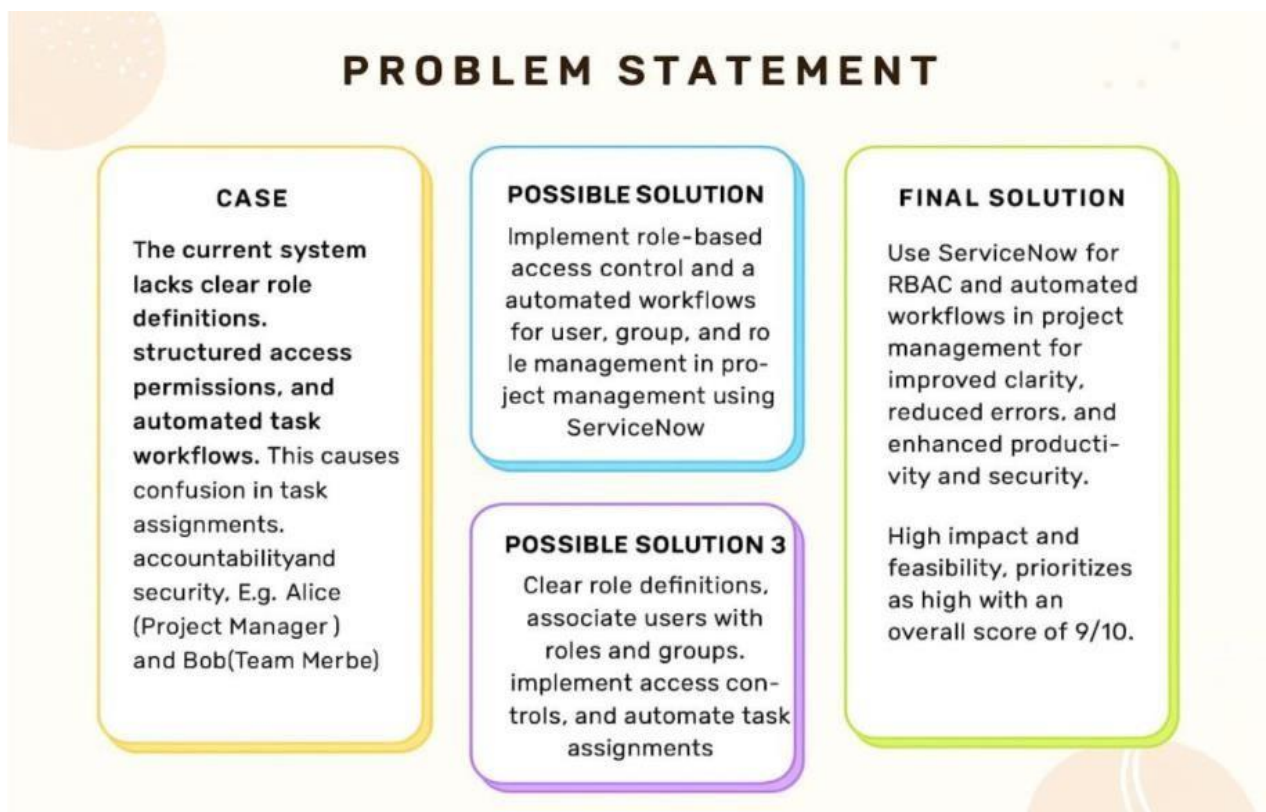 PROBLEM STATEMENT
CASE
The current system
lacks clear role
definitions.
structured access
permissions, and
automated task
workflows. This causes
confusion in task
assignments.
accountabilityand
security, E.g. Alice
(Project Manager )
and Bob(Team Merbe)
POSSIBLE SOLUTION
Implement role-based
access control and a
automated workflows
for user, group, and ro
le management in pro-
ject management using
ServiceNow
POSSIBLE SOLUTION 3
Clear role definitions,
associate users with
roles and groups.
implement access con-
trols, and automate task
assignments
FINAL SOLUTION
Use ServiceNow for
RBAC and automated
workflows in project
management for
improved clarity,
reduced errors, and
enhanced producti-
vity and security.
High impact and
feasibility, prioritizes
as high with an
overall score of 9/10.